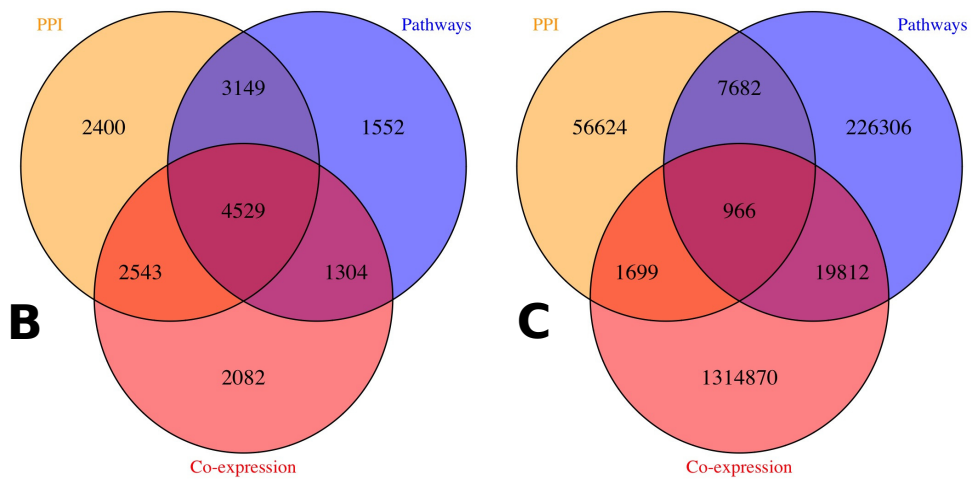 PPI
Pathways
3149
2400
1552
4529
2543
1304
B
2082
Co-expression
PPI
Pathways
7682
56624
226306
966
1699
19812
C
1314870
Co-expression